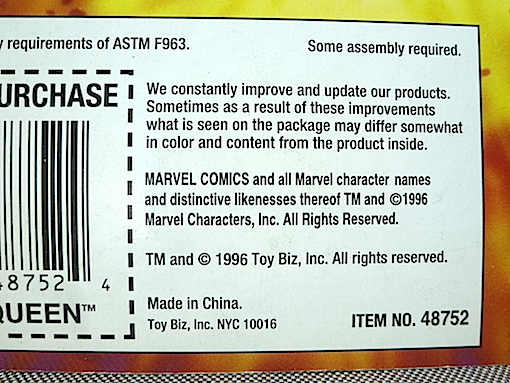 requirements of ASTM F963.
Some assembly required.
We constantly improve and update our products.
Sometimes as a result of these improvements
what is seen on the package may differ somewhat
in color and content from the product inside.
MARVEL COMICS and all Marvel character names
and distinctive likenesses thereof TM and ©1996
Marvel Characters, Inc. All Rights Reserved.
TM and © 1996 Toy Biz, Inc. All rights reserved.
Made in China.
Toy Biz, Inc. NYC 10016
ITEM NO. 48752
URCHASE
48752 4
QUEEN™